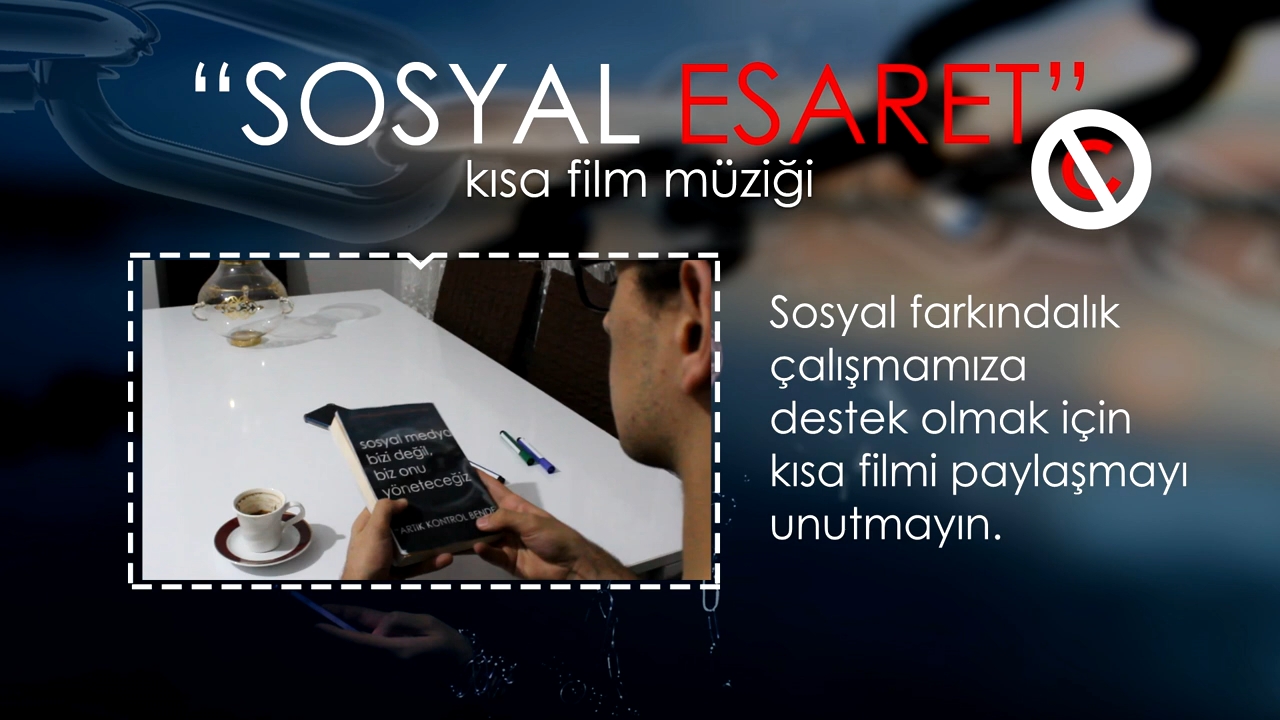 “SOSYAL ESARET”
kısa film müziği
C
Sosyal farkındalık
çalışmamıza
destek olmak için
kısa filmi paylaşmayı
unutmayın.
sosyal medya
bizi değil,
biz onu
yöneteceğiz
ARTIK KONTROL BENDE